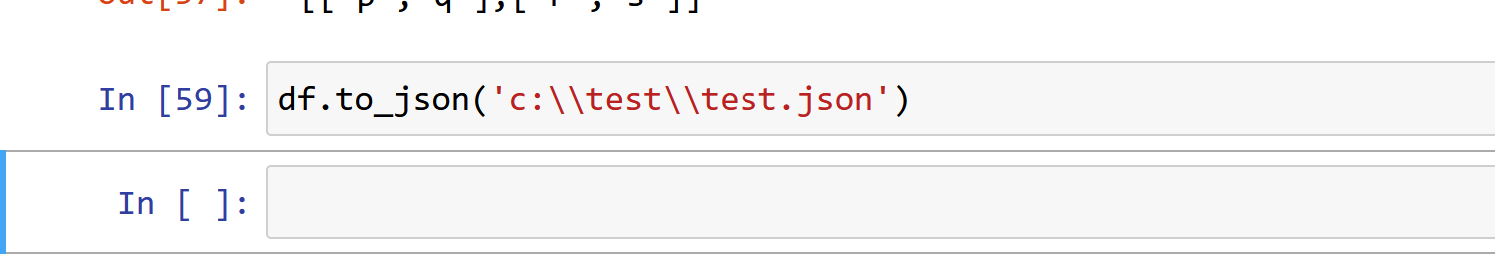 In [59]: df.to_json('c:\\test\\test.json')
In [ ]: